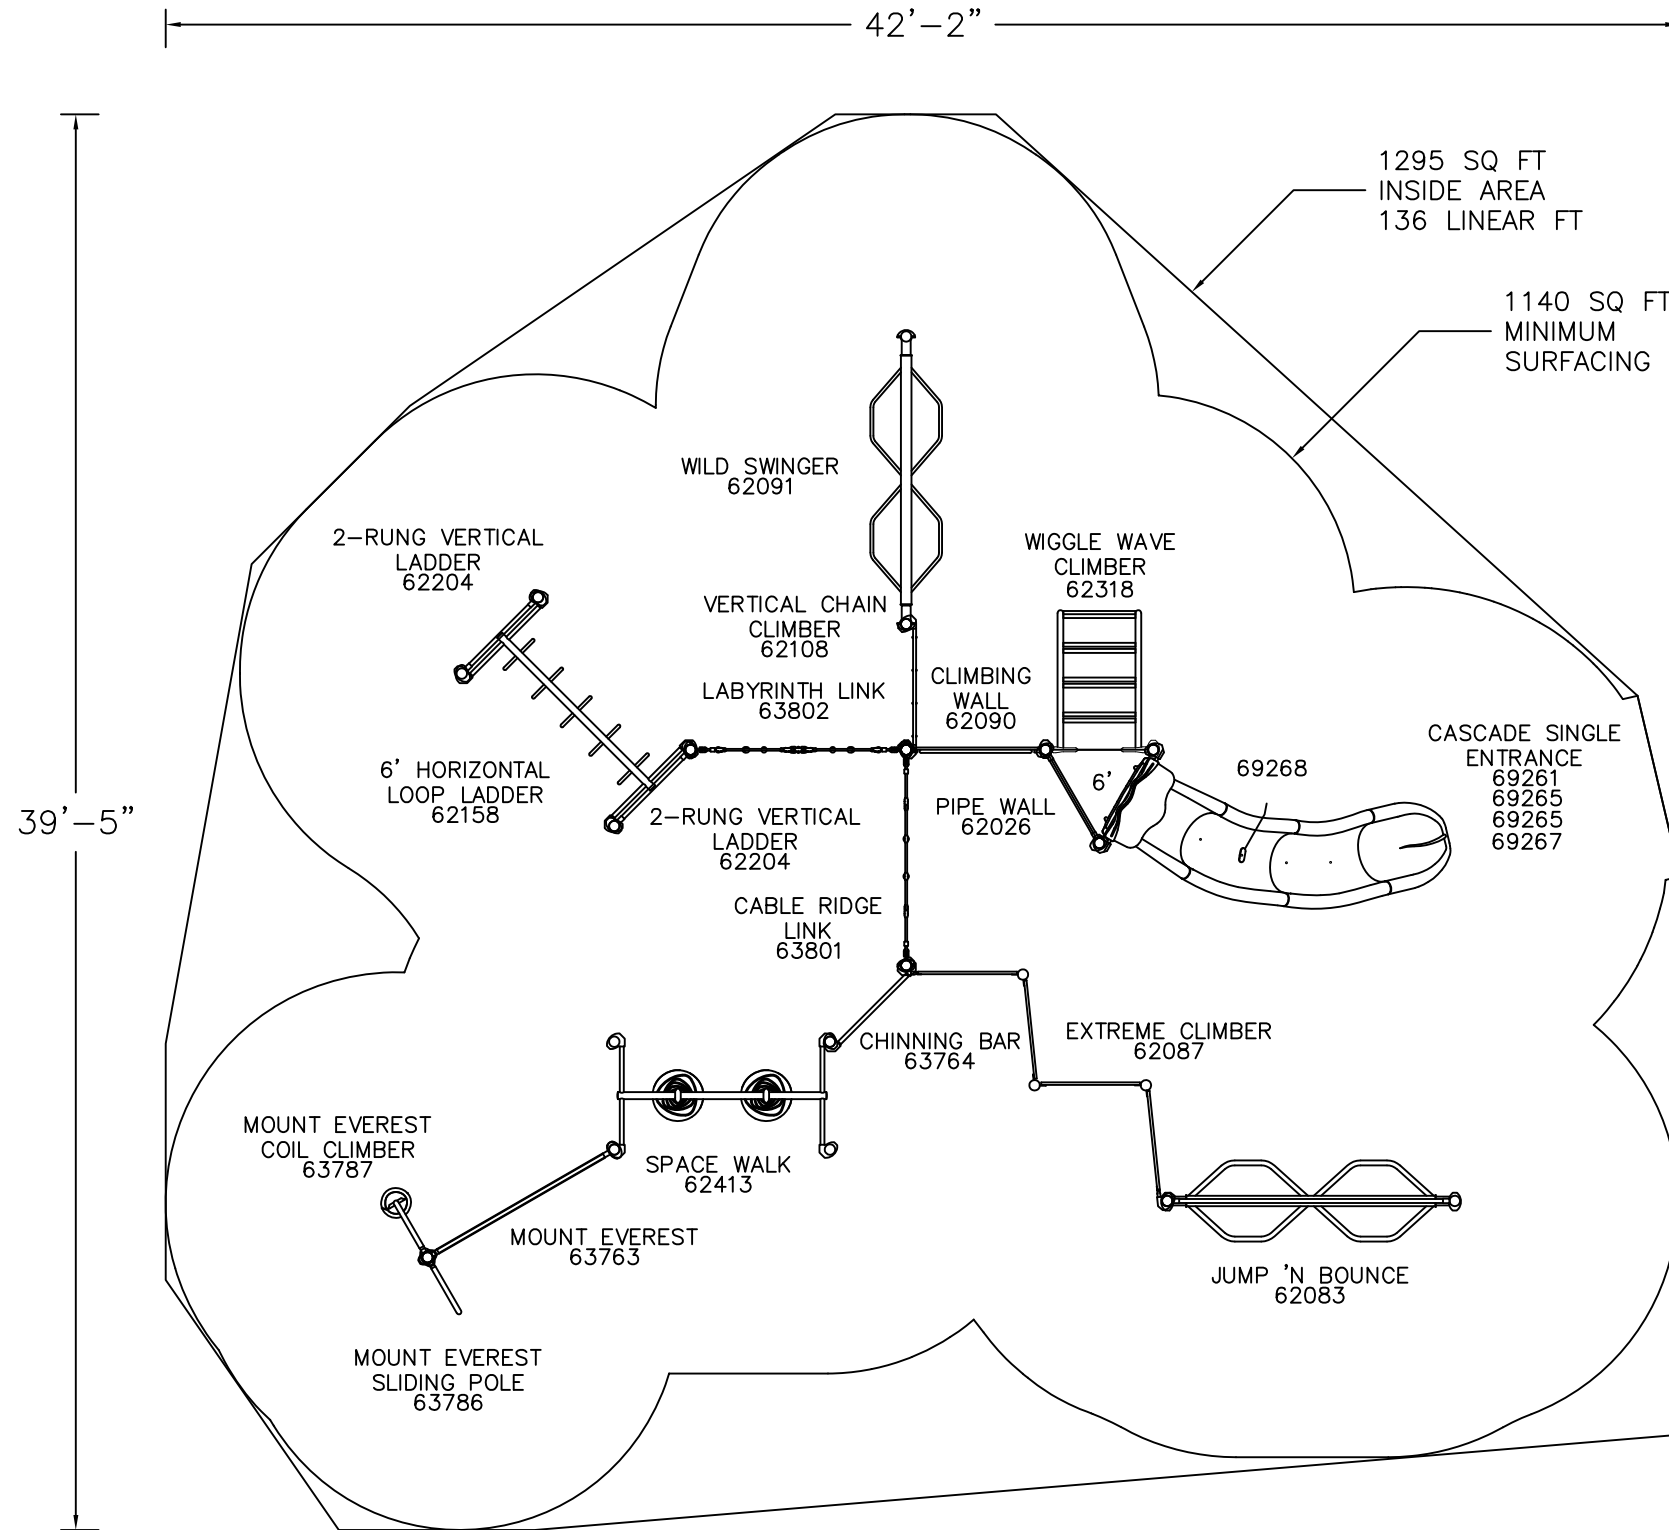 42'-2"
1295 SQ FT
INSIDE AREA
136 LINEAR FT
1140 SQ FT
MINIMUM
SURFACING
WILD SWINGER
62091
2-RUNG VERTICAL
LADDER
62204
WIGGLE WAVE
CLIMBER
62318
VERTICAL CHAIN
CLIMBER
62108
LABYRINTH LINK
63802
CLIMBING
WALL
62090
CASCADE SINGLE
ENTRANCE
69261
69265
69265
69267
69268
6'
6' HORIZONTAL
LOOP LADDER
62158
39'-5"
2-RUNG VERTICAL
LADDER
62204
PIPE WALL
62026
CABLE RIDGE
LINK
63801
CHINNING BAR
63764
EXTREME CLIMBER
62087
MOUNT EVEREST
COIL CLIMBER
63787
SPACE WALK
62413
MOUNT EVEREST
63763
JUMP 'N BOUNCE
62083
MOUNT EVEREST
SLIDING POLE
63786